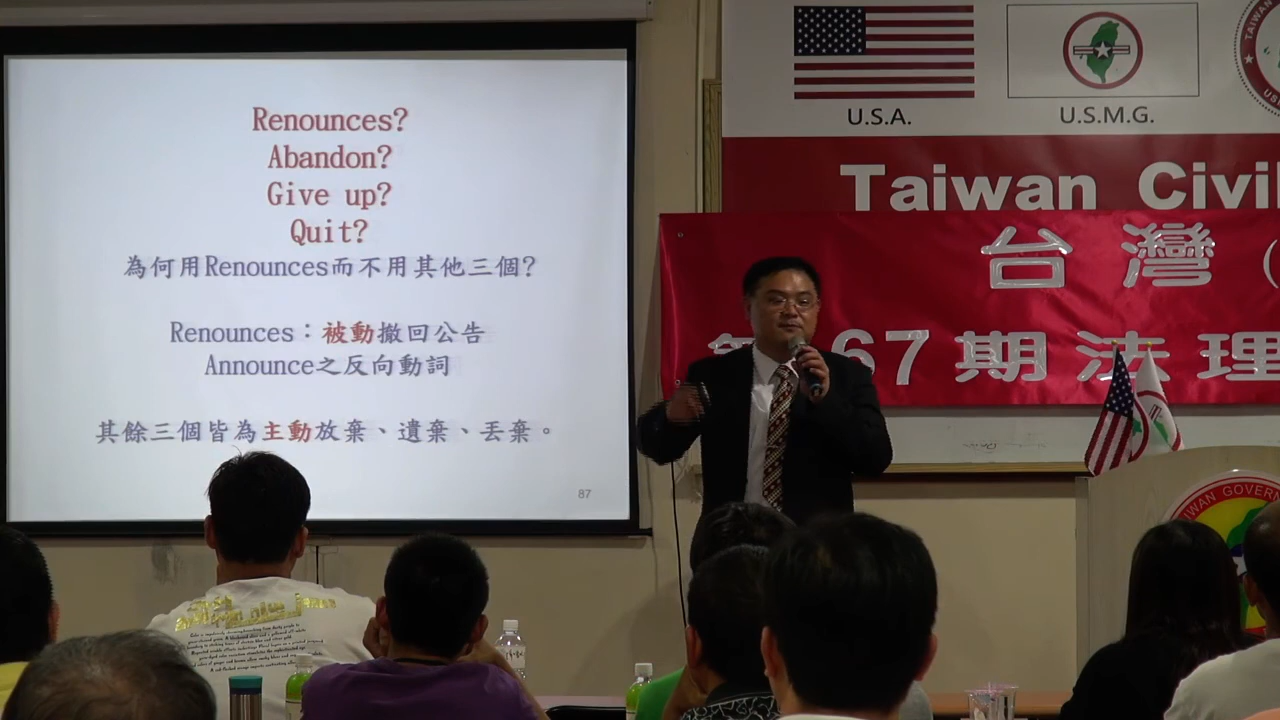 Renounces?
Abandon?
Give up?
Quit?
為何用Renounces而不用其他三個?
Renounces：被動撤回公告
Announce之反向動詞
其餘三個皆為主動放棄、遺棄、丟棄。
87
U.S.A.
U.S.M.G.
Taiwan Civil
台灣
67期法理